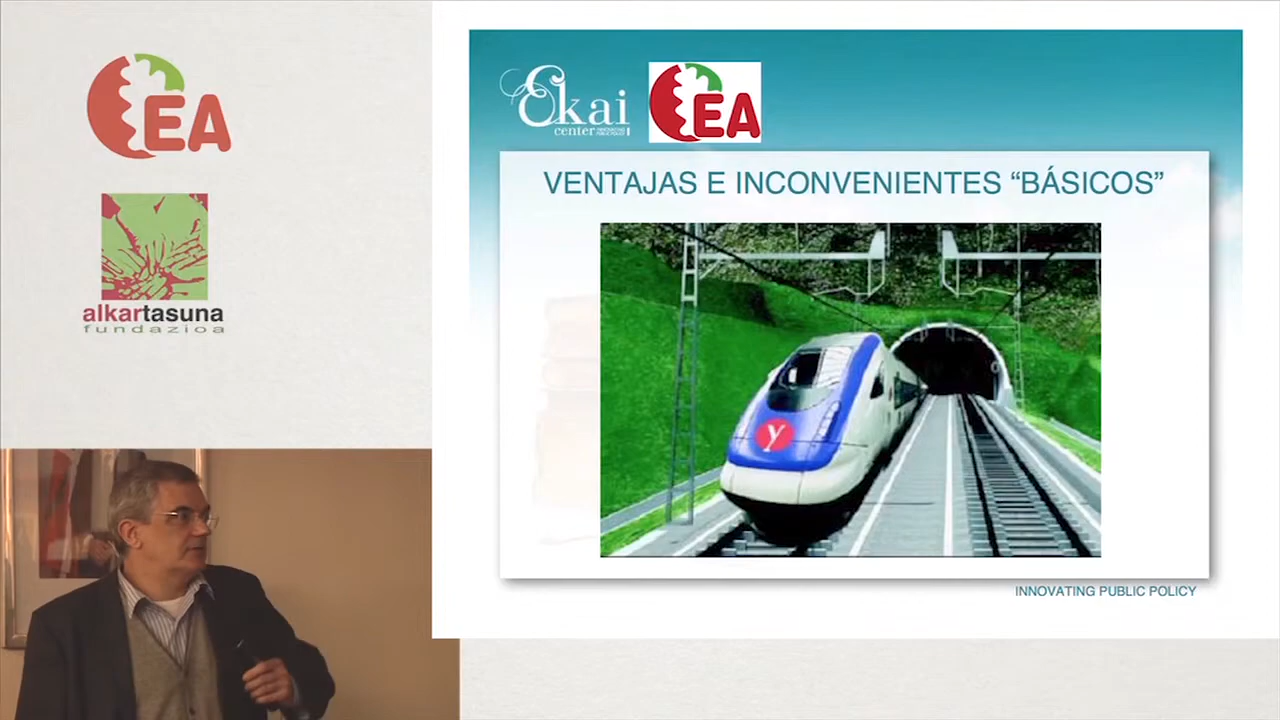 EA
alkartasuna
fundazioa
Ekai
center
EA
VENTAJAS E INCONVENIENTES “BÁSICOS”
y
INNOVATING PUBLIC POLICY